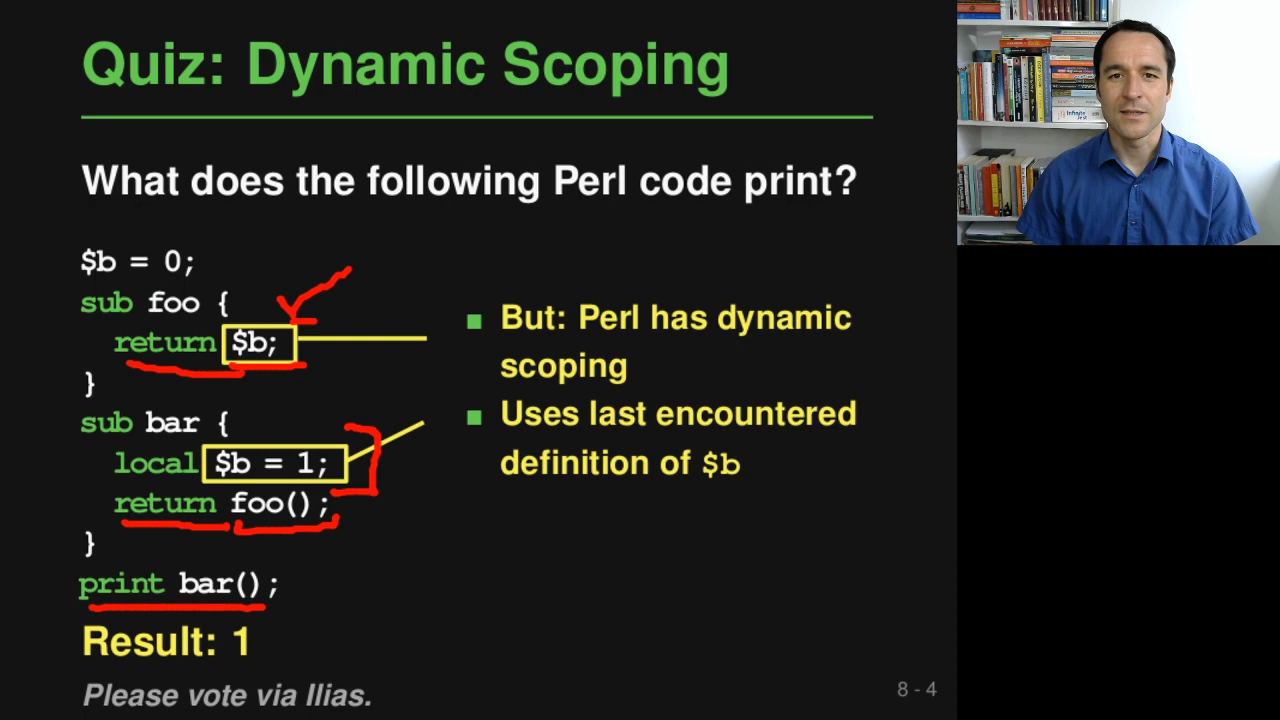 Quiz: Dynamic Scoping
What does the following Perl code print?
$b = 0;
sub foo {
return $b;
}
sub bar {
local $b = 1;
return foo();
}
print bar();
Result: 1
Please vote via Ilias.
But: Perl has dynamic
scoping
Uses last encountered
definition of $b
8 - 4
Infinite
Jest